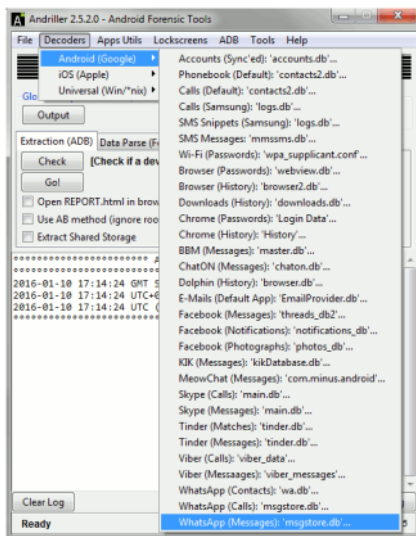 Andriller 2.5.2.0 - Android Forensic Tools
File Decoders Apps Utils Lockscreens ADB Tools Help
Android (Google)
iOS (Apple)
Universal (Win/*nix)
Accounts (Sync'ed): 'accounts.db'...
Phonebook (Default): 'contacts2.db'...
Calls (Default): 'contacts2.db'...
Calls (Samsung): 'logs.db'...
SMS Snippets (Samsung): 'logs.db'...
SMS Messages: 'mmssms.db'...
Wi-Fi (Passwords): 'wpa_supplicant.conf'...
Browser (Passwords): 'webview.db'...
Browser (History): 'browser2.db'...
Downloads (History): 'downloads.db'...
Chrome (Passwords): 'Login Data'...
Chrome (History): 'History'...
BBM (Messages): 'master.db'...
ChatON (Messages): 'chaton.db'...
Dolphin (History): 'browser.db'...
E-Mails (Default App): 'EmailProvider.db'...
Facebook (Messages): 'threads_db2'...
Facebook (Notifications): 'notifications_db'...
Facebook (Photographs): 'photos_db'...
KIK (Messages): 'kikDatabase.db'...
MeowChat (Messages): 'com.minus.android'...
Skype (Calls): 'main.db'...
Skype (Messages): 'main.db'...
Tinder (Matches): 'tinder.db'...
Tinder (Messages): 'tinder.db'...
Viber (Calls): 'viber_data'...
Viber (Messaages): 'viber_messages'...
WhatsApp (Contacts): 'wa.db'...
WhatsApp (Calls): 'msgstore.db'...
WhatsApp (Messages): 'msgstore.db'...
Output
Extraction (ADB) Data Parse (F
Check [Check if a dev
Go!
Open REPORT.html in brow
Use AB method (ignore roo
Extract Shared Storage
2016-01-10 17:14:24 GMT S
2016-01-10 17:14:24 UTC+0
2016-01-10 17:14:24 UTC (
Clear Log
Ready